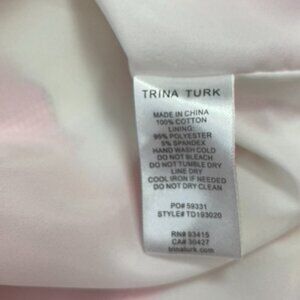 TRINA TURK
MADE IN CHINA
100% COTTON
LINING:
95% POLYESTER
5% SPANDEX
HAND WASH COLD
DO NOT BLEACH
DO NOT TUMBLE DRY
LINE DRY
COOL IRON IF NEEDED
DO NOT DRY CLEAN
PO# 59331
STYLE# TD193020
RN# 93415
CA# 30427
trinaturk.com